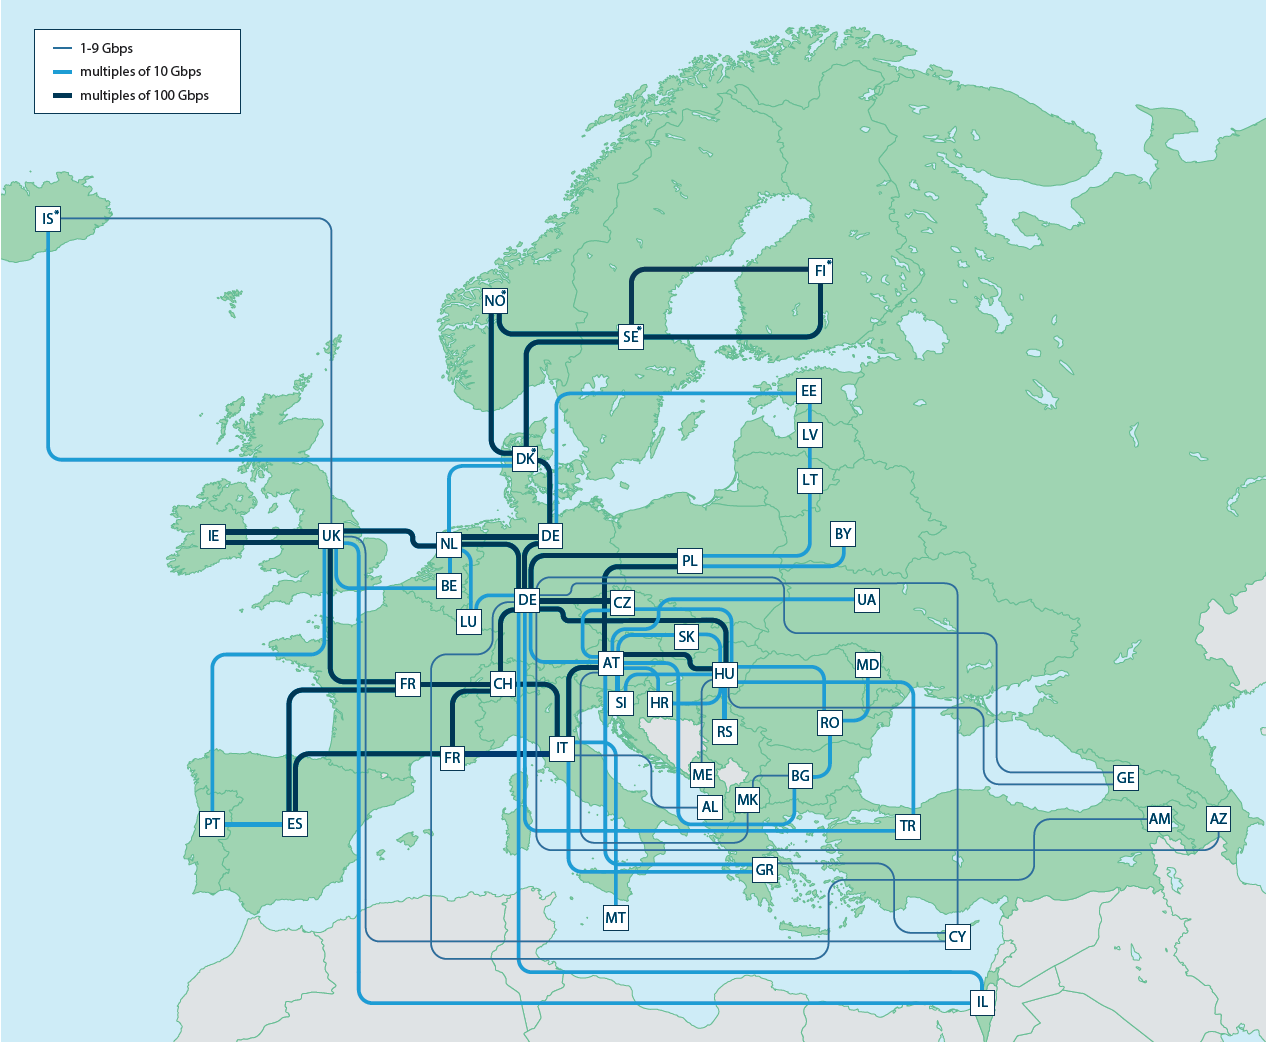 1-9 Gbps
multiples of 10 Gbps
multiples of 100 Gbps
IS*
FI*
NO*
SE*
EE
LV
DK*
LT
IE
UK
NL
DE
BY
PL
BE
DE
CZ
UA
LU
SK
AT
MD
HU
FR
CH
SI
HR
RO
RS
IT
FR
ME
BG
GE
MK
AL
PT
ES
TR
AM
AZ
GR
MT
CY
IL